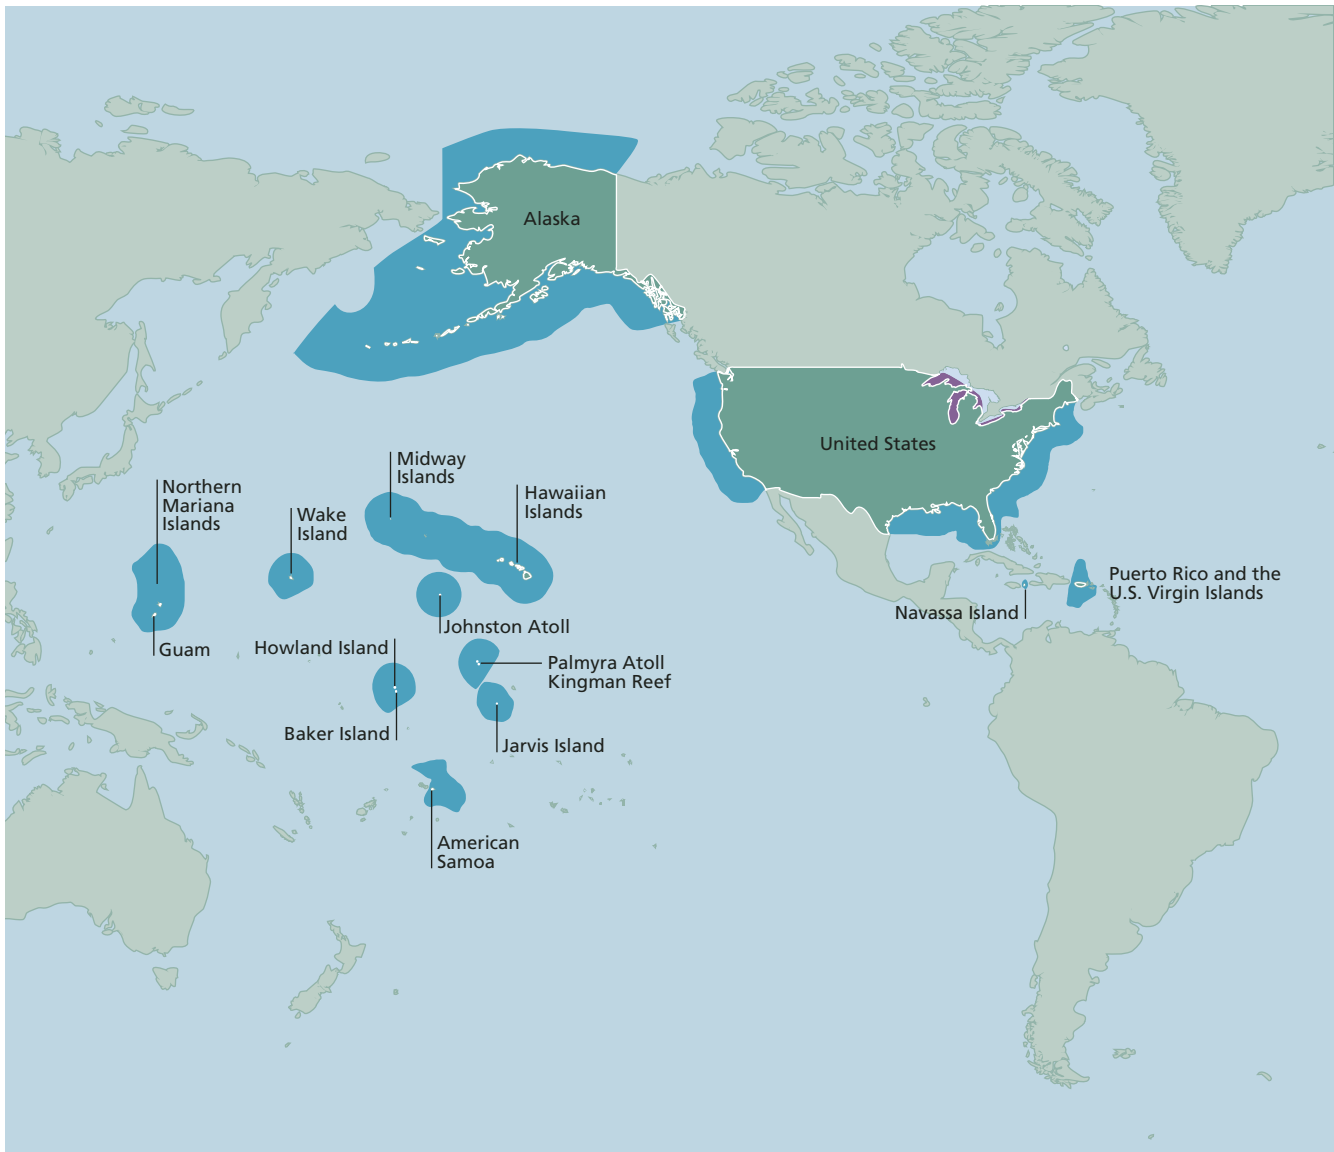 Alaska
United States
Midway
Islands
Hawaiian
Islands
Northern
Mariana
Islands
Wake
Island
Puerto Rico and the
U.S. Virgin Islands
Navassa Island
Johnston Atoll
Guam
Howland Island
Palmyra Atoll
Kingman Reef
Baker Island
Jarvis Island
American
Samoa